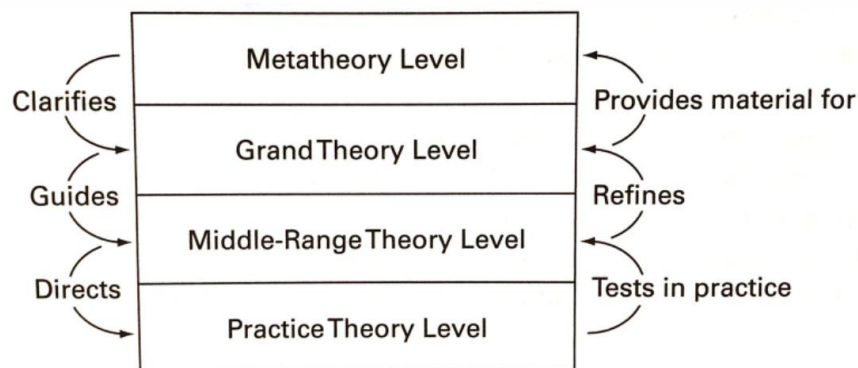 Metatheory Level
Clarifies
Provides material for
Grand Theory Level
Guides
Refines
Middle-Range Theory Level
Directs
Tests in practice
Practice Theory Level